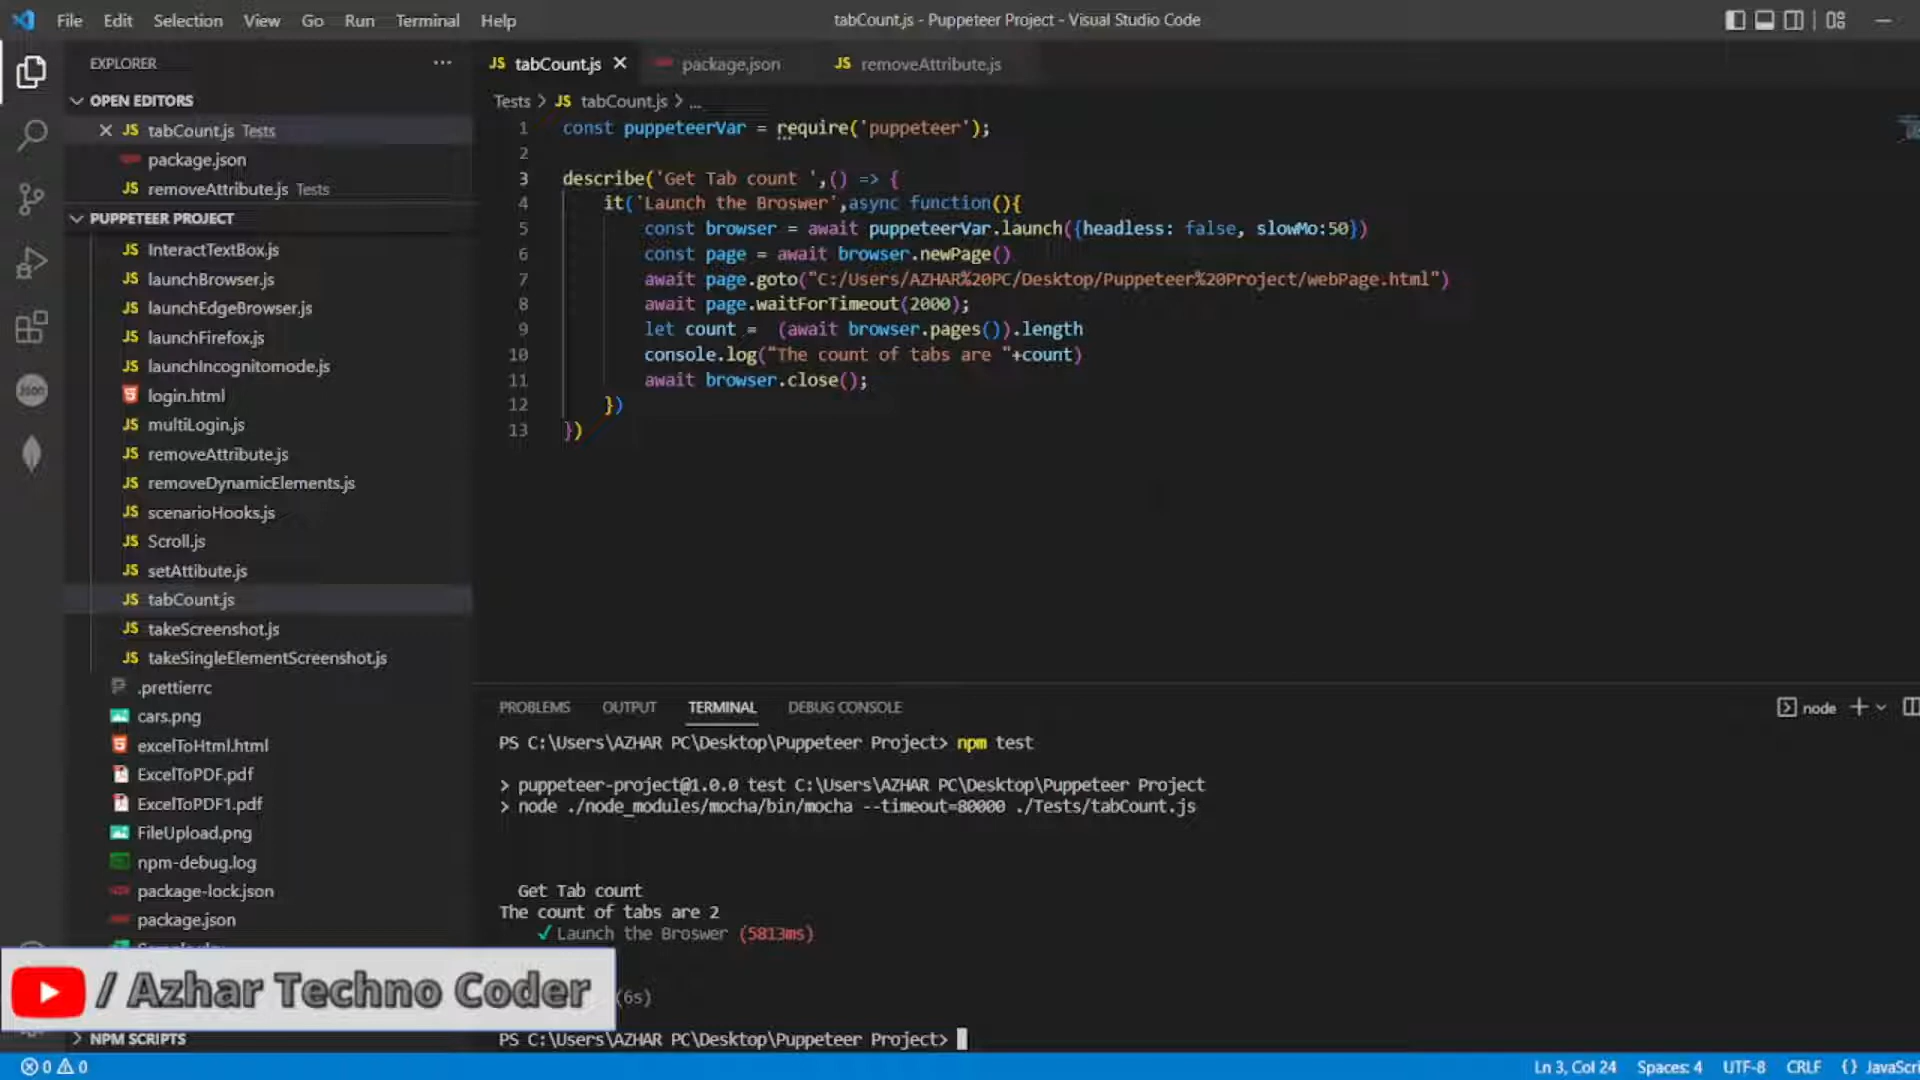 File Edit Selection View Go Run Terminal Help
tabCount.js - Puppeteer Project - Visual Studio Code
EXPLORER ...
OPEN EDITORS
JS tabCount.js Tests
package.json
JS removeAttribute.js Tests
PUPPETEER PROJECT
JS InteractTextBox.js
JS launchBrowser.js
JS launchEdgeBrowser.js
JS launchFirefox.js
JS launchIncognitomode.js
login.html
JS multiLogin.js
JS removeAttribute.js
JS removeDynamicElements.js
JS scenarioHooks.js
JS Scroll.js
JS setAttibute.js
JS tabCount.js
JS takeScreenshot.js
JS takeSingleElementScreenshot.js
.prettierrc
cars.png
excelToHtml.html
ExcelToPDF.pdf
ExcelToPDF1.pdf
FileUpload.png
npm-debug.log
package-lock.json
package.json
/ Azhar Techno Coder
NPM SCRIPTS
JS tabCount.js package.json JS removeAttribute.js
Tests > JS tabCount.js > ...
1 const puppeteerVar = require('puppeteer');
2
3 describe('Get Tab count ',() => {
4 it('Launch the Broswer',async function(){
5 const browser = await puppeteerVar.launch({headless: false, slowMo:50})
6 const page = await browser.newPage()
7 await page.goto("C:/Users/AZHAR%20PC/Desktop/Puppeteer%20Project/webPage.html")
8 await page.waitForTimeout(2000);
9 let count =  (await browser.pages()).length
10 console.log("The count of tabs are "+count)
11 await browser.close();
12 })
13 })
PROBLEMS OUTPUT TERMINAL DEBUG CONSOLE
node
PS C:\Users\AZHAR PC\Desktop\Puppeteer Project> npm test
> puppeteer-project@1.0.0 test C:\Users\AZHAR PC\Desktop\Puppeteer Project
> node ./node_modules/mocha/bin/mocha --timeout=80000 ./Tests/tabCount.js
Get Tab count
The count of tabs are 2
✓ Launch the Broswer (5813ms)
(6s)
PS C:\Users\AZHAR PC\Desktop\Puppeteer Project>
0 0
Ln 3, Col 24 Spaces: 4 UTF-8 CRLF {} JavaScri